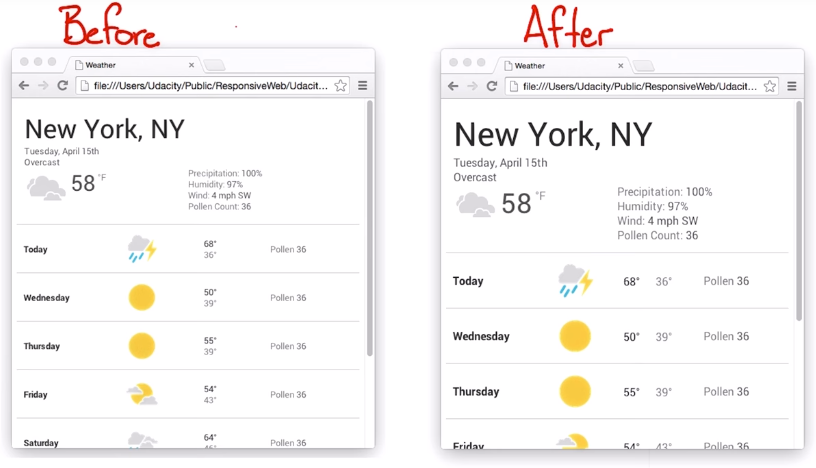 Before
Weather
file:///Users/Udacity/Public/ResponsiveWeb/Udacit...
New York, NY
Tuesday, April 15th
Overcast
58 °F
Precipitation: 100%
Humidity: 97%
Wind: 4 mph SW
Pollen Count: 36
Today 68° 36° Pollen 36
Wednesday 50° 39° Pollen 36
Thursday 55° 39° Pollen 36
Friday 54° 43° Pollen 36
Saturday 64° 46° Pollen 36
After
Weather
file:///Users/Udacity/Public/ResponsiveWeb/Udacit...
New York, NY
Tuesday, April 15th
Overcast
58 °F
Precipitation: 100%
Humidity: 97%
Wind: 4 mph SW
Pollen Count: 36
Today 68° 36° Pollen 36
Wednesday 50° 39° Pollen 36
Thursday 55° 39° Pollen 36
Friday 54° 43° Pollen 36